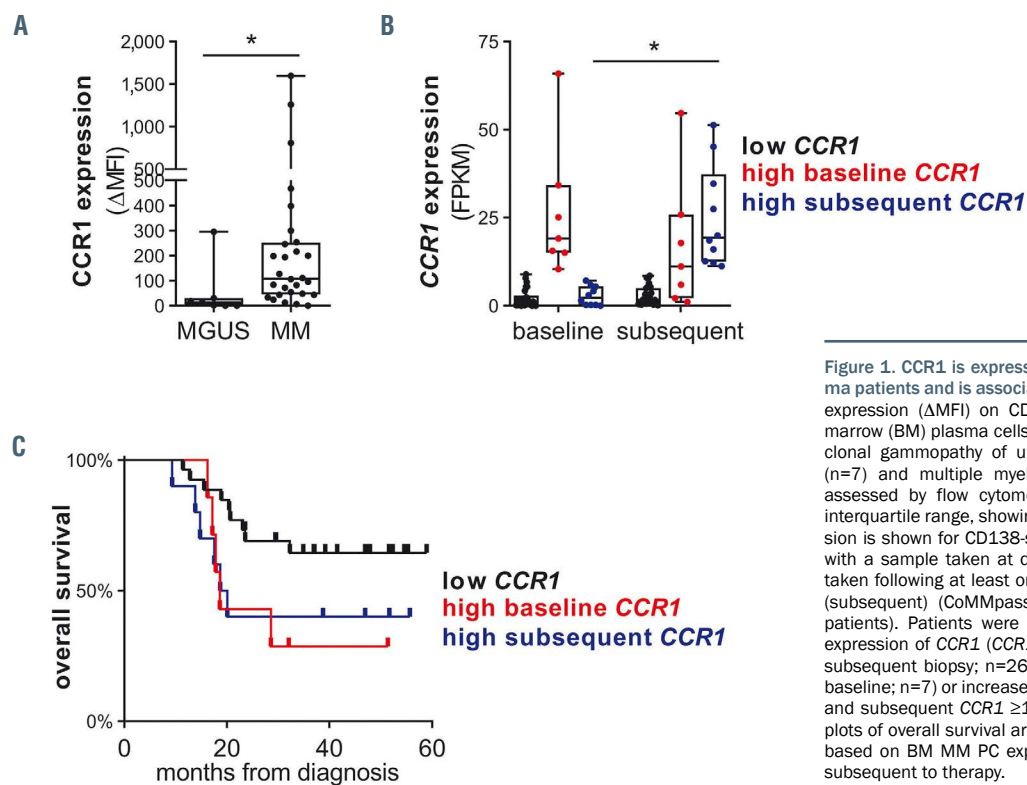 A
CCR1 expression
(ΔMFI)
2,000
1,500
1,000
500
500
400
300
200
100
0
*
MGUS
MM
B
CCR1 expression
(FPKM)
75
50
25
0
*
baseline
subsequent
low CCR1
high baseline CCR1
high subsequent CCR1
C
overall survival
100%
50%
0%
0
20
40
60
months from diagnosis
low CCR1
high baseline CCR1
high subsequent CCR1
Figure 1. CCR1 is express
ma patients and is associa
expression (ΔMFI) on CD
marrow (BM) plasma cells
clonal gammopathy of u
(n=7) and multiple myel
assessed by flow cytome
interquartile range, showin
sion is shown for CD138-s
with a sample taken at d
taken following at least or
(subsequent) (CoMMpass
patients). Patients were
expression of CCR1 (CCR1
subsequent biopsy; n=26
baseline; n=7) or increase
and subsequent CCR1 ≥1
plots of overall survival ar
based on BM MM PC exp
subsequent to therapy.